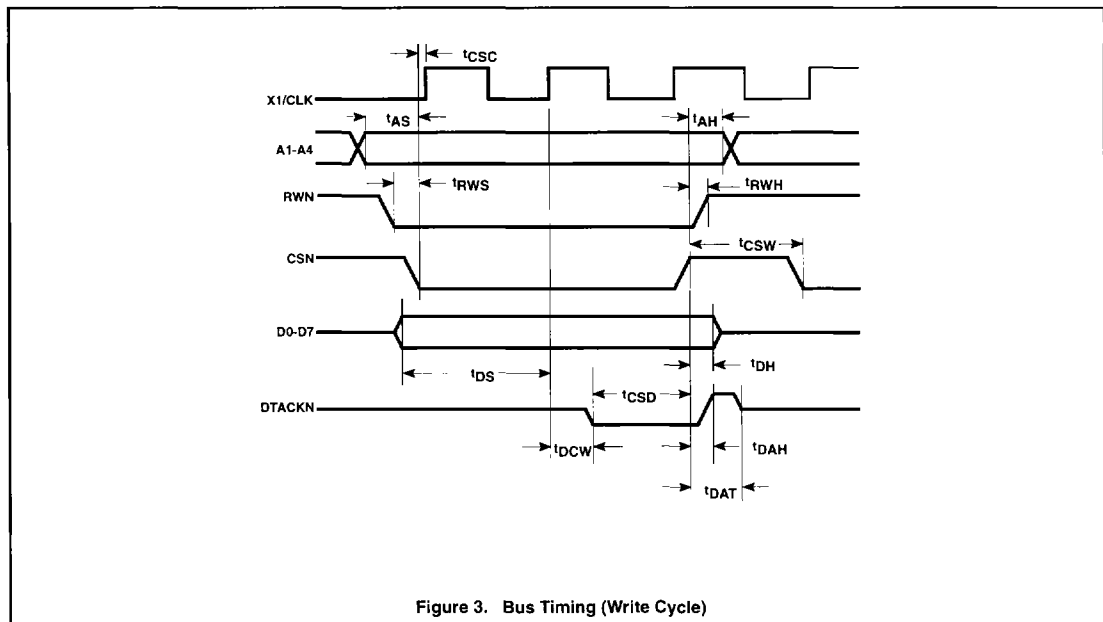 tCSC
X1/CLK
tAS
tAH
A1-A4
tRWS
tRWH
RWN
tCSW
CSN
D0-D7
tDH
tDS
tCSD
DTACKN
tDCW
tDAH
tDAT
Figure 3. Bus Timing (Write Cycle)